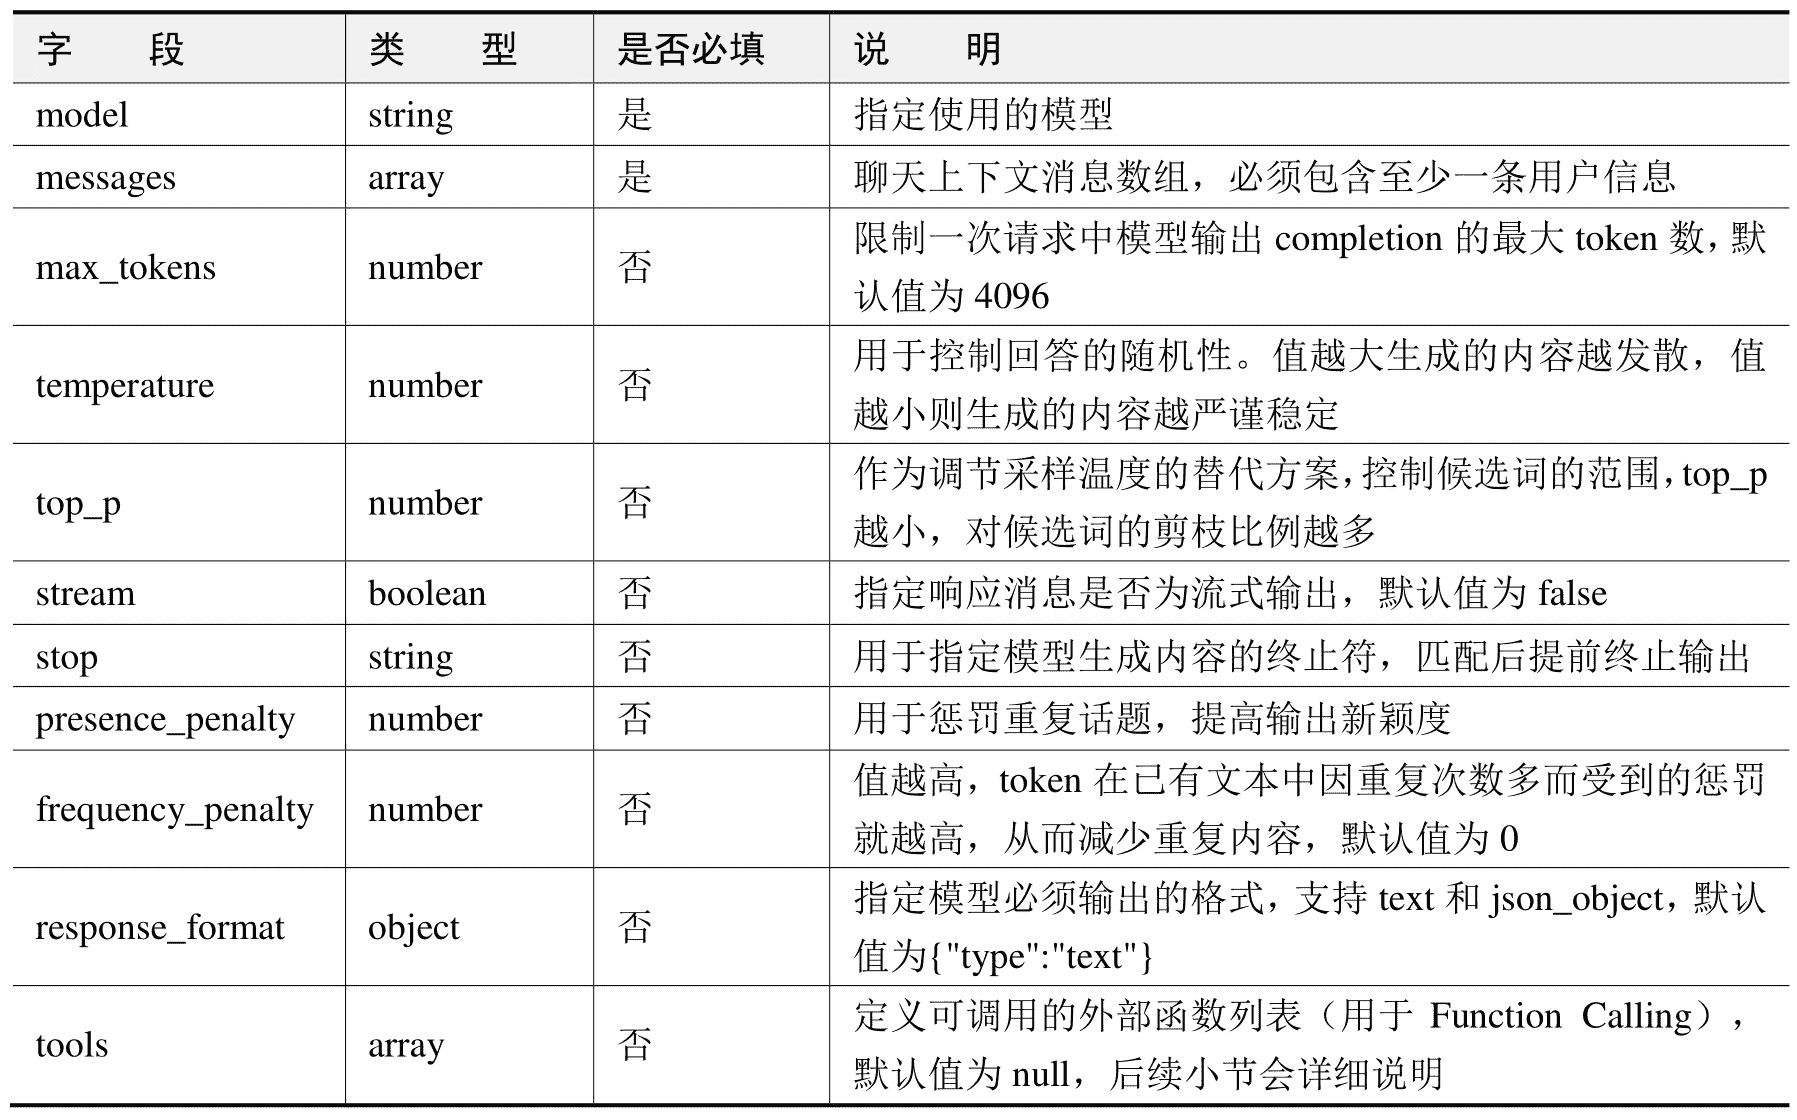 字 段 类 型 是否必填 说 明
model string 是 指定使用的模型
messages array 是 聊天上下文消息数组，必须包含至少一条用户信息
max_tokens number 否 限制一次请求中模型输出 completion 的最大 token 数，默
认值为 4096
temperature number 否 用于控制回答的随机性。值越大生成的内容越发散，值
越小则生成的内容越严谨稳定
top_p number 否 作为调节采样温度的替代方案，控制候选词的范围，top_p
越小，对候选词的剪枝比例越多
stream boolean 否 指定响应消息是否为流式输出，默认值为 false
stop string 否 用于指定模型生成内容的终止符，匹配后提前终止输出
presence_penalty number 否 用于惩罚重复话题，提高输出新颖度
frequency_penalty number 否 值越高，token 在已有文本中因重复次数多而受到的惩罚
就越高，从而减少重复内容，默认值为 0
response_format object 否 指定模型必须输出的格式，支持 text 和 json_object，默认
值为{"type":"text"}
tools array 否 定义可调用的外部函数列表（用于 Function Calling），
默认值为 null，后续小节会详细说明